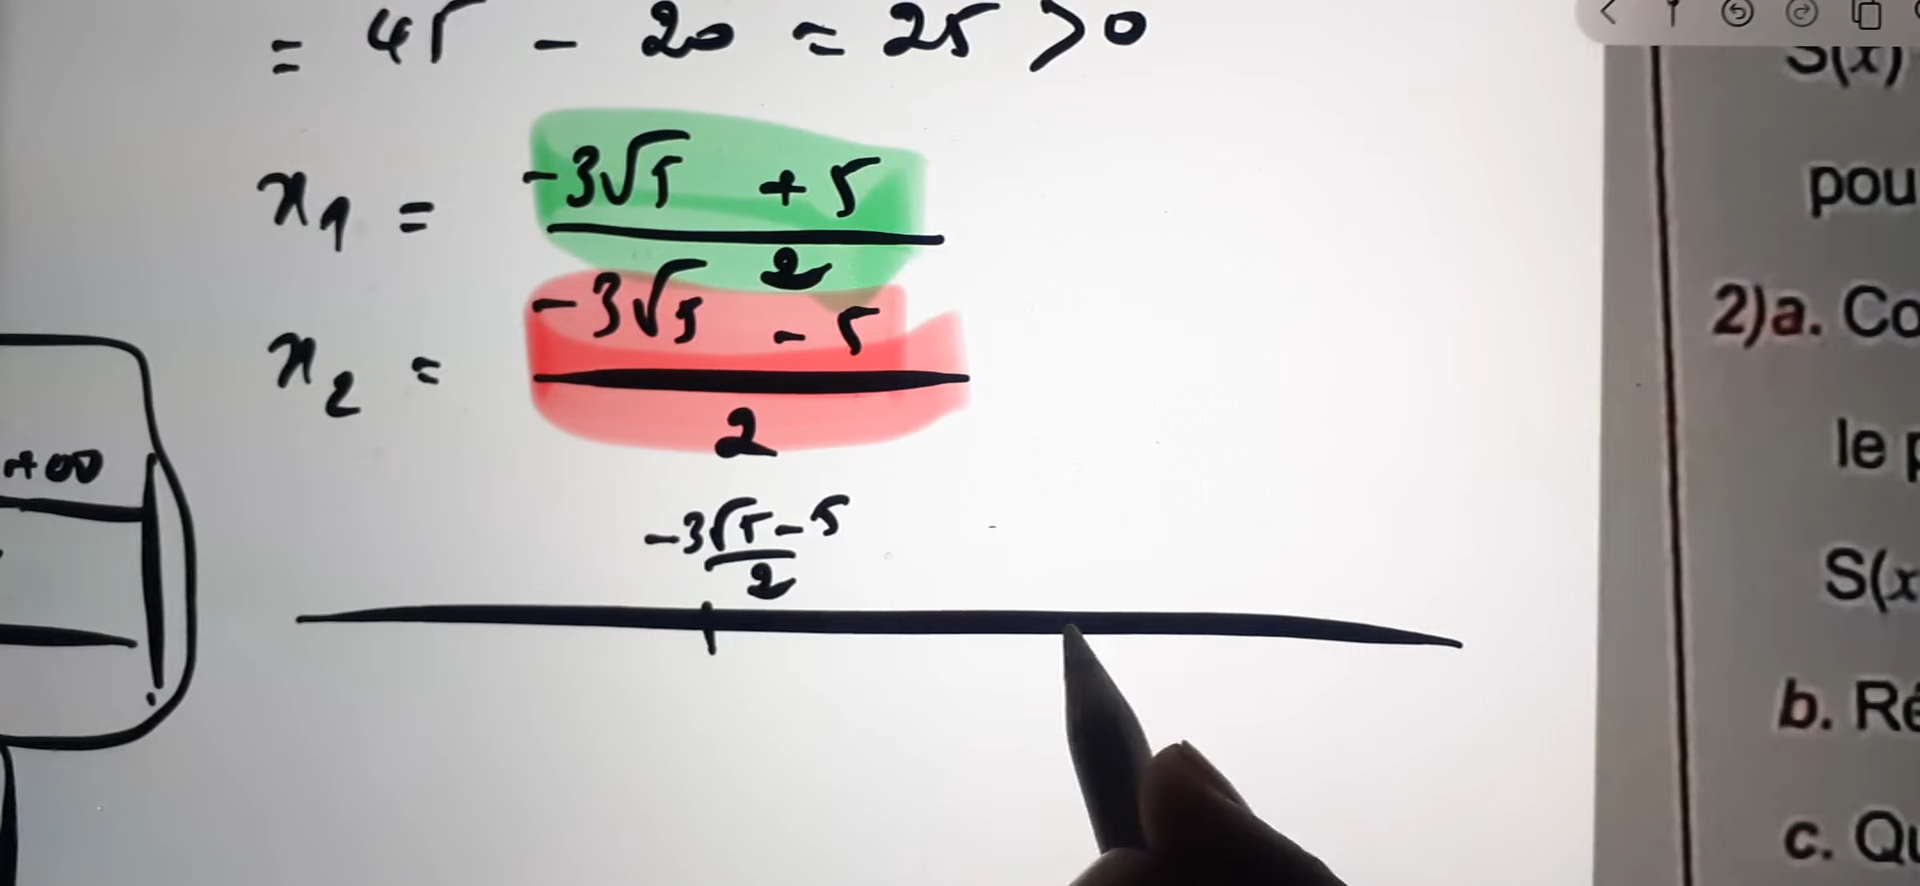 = 45 - 20 = 25 > 0
x₁ = (-3√5 + 5)/2
x₂ = (-3√5 - 5)/2
+∞
(-3√5 - 5)/2
S(x)
pou
2)a. Co
le p
S(x
b. Ré
c. Qu